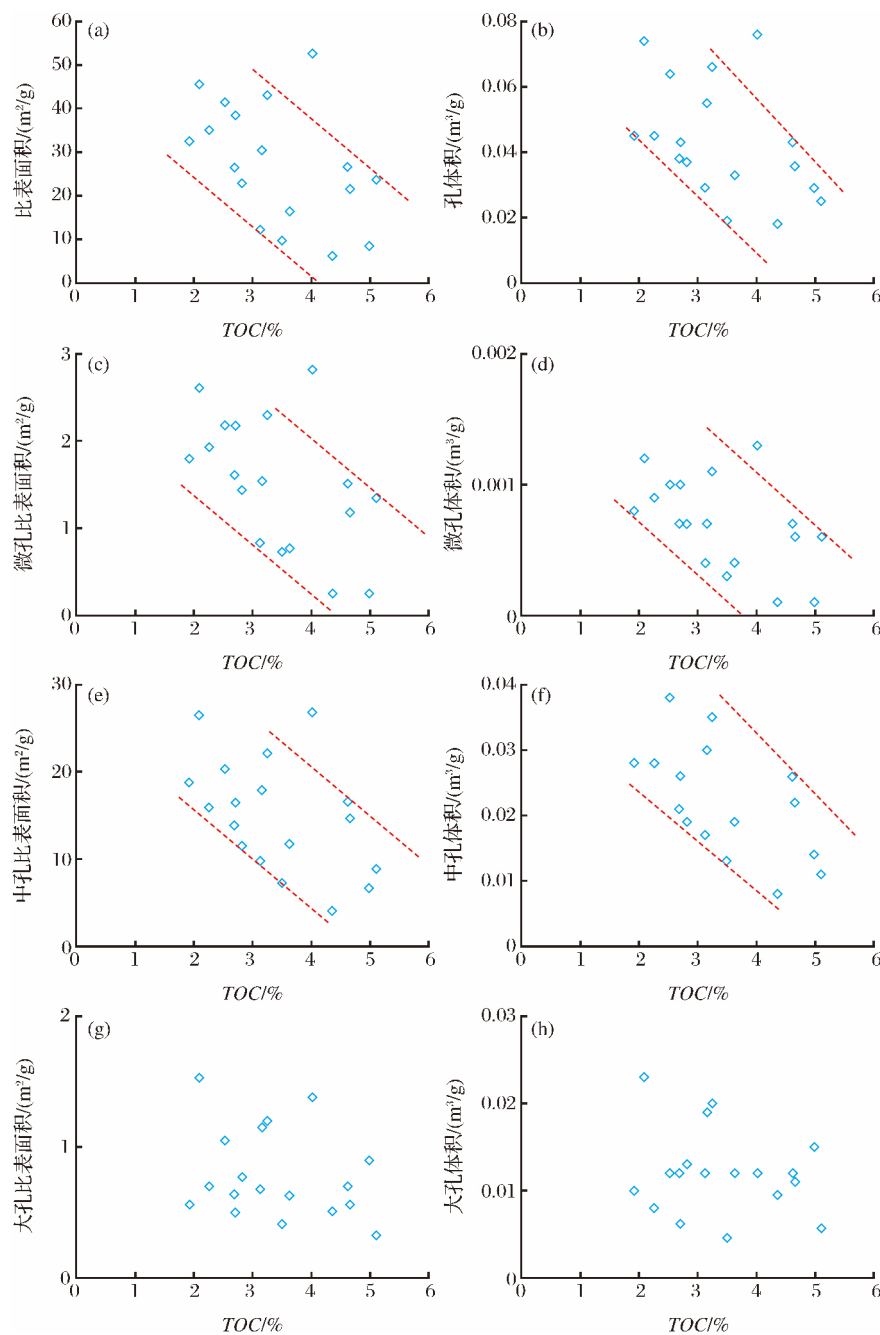 (a)
60
50
40
30
20
10
0
0 1 2 3 4 5 6
比表面积/(m²/g)
TOC/%
(b)
0.08
0.06
0.04
0.02
0
0 1 2 3 4 5 6
孔体积/(m³/g)
TOC/%
(c)
3
2
1
0
0 1 2 3 4 5 6
微孔比表面积/(m²/g)
TOC/%
(d)
0.002
0.001
0
0 1 2 3 4 5 6
微孔体积/(m³/g)
TOC/%
(e)
30
20
10
0
0 1 2 3 4 5 6
中孔比表面积/(m²/g)
TOC/%
(f)
0.04
0.03
0.02
0.01
0
0 1 2 3 4 5 6
中孔体积/(m³/g)
TOC/%
(g)
2
1
0
0 1 2 3 4 5 6
大孔比表面积/(m²/g)
TOC/%
(h)
0.03
0.02
0.01
0
0 1 2 3 4 5 6
大孔体积/(m³/g)
TOC/%